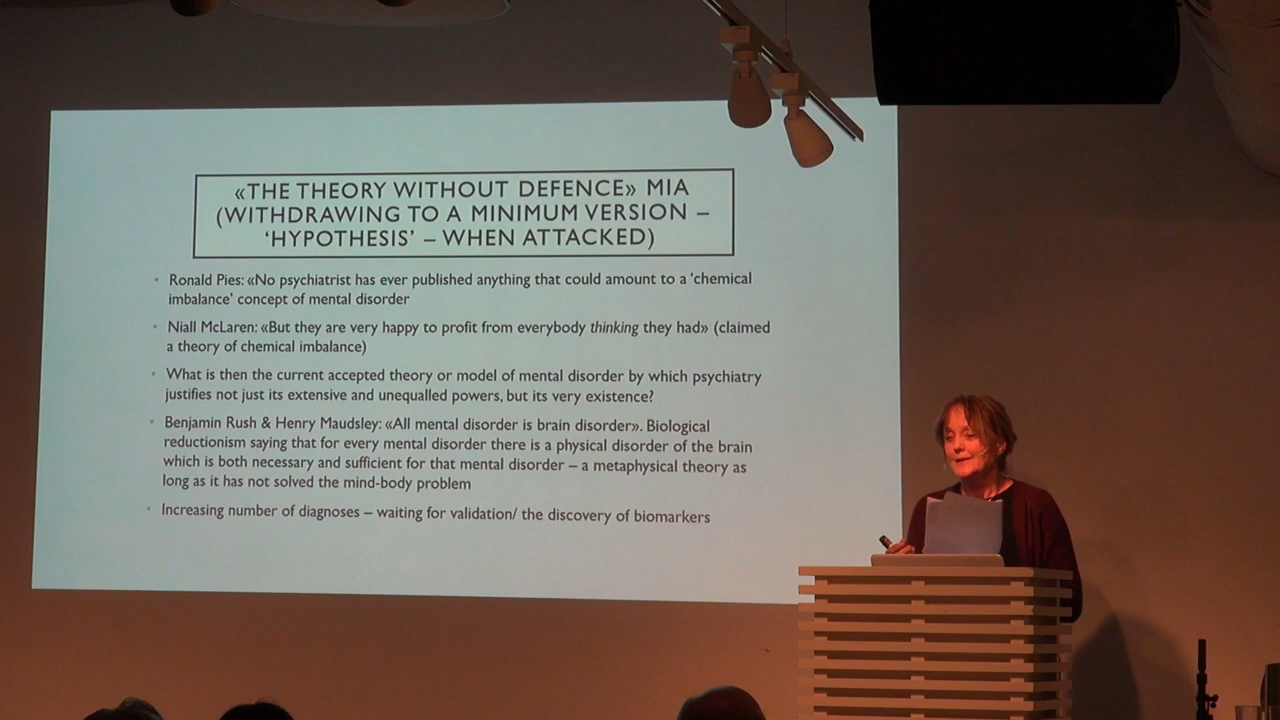 «THE THEORY WITHOUT DEFENCE» MIA
(WITHDRAWING TO A MINIMUM VERSION –
‘HYPOTHESIS’ – WHEN ATTACKED)
• Ronald Pies: «No psychiatrist has ever published anything that could amount to a ‘chemical
imbalance’ concept of mental disorder
• Niall McLaren: «But they are very happy to profit from everybody thinking they had» (claimed
a theory of chemical imbalance)
• What is then the current accepted theory or model of mental disorder by which psychiatry
justifies not just its extensive and unequalled powers, but its very existence?
• Benjamin Rush & Henry Maudsley: «All mental disorder is brain disorder». Biological
reductionism saying that for every mental disorder there is a physical disorder of the brain
which is both necessary and sufficient for that mental disorder – a metaphysical theory as
long as it has not solved the mind-body problem
• Increasing number of diagnoses – waiting for validation/ the discovery of biomarkers